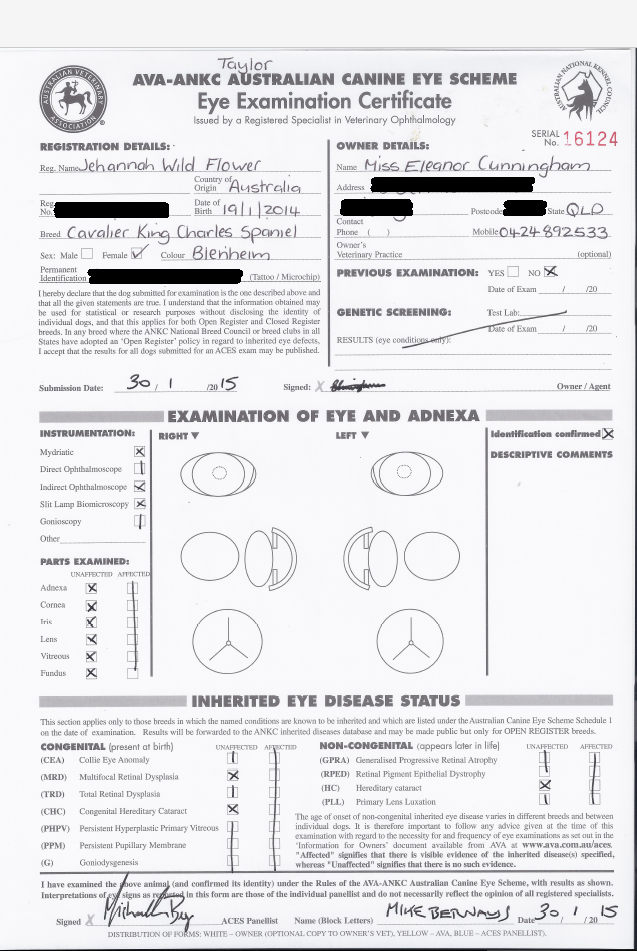 Taylor
AVA-ANKC AUSTRALIAN CANINE EYE SCHEME
Eye Examination Certificate
Issued by a Registered Specialist in Veterinary Ophthalmology
AUSTRALIAN VETERINARY ASSOCIATION
AUSTRALIAN NATIONAL KENNEL COUNCIL
SERIAL No. 16124
REGISTRATION DETAILS:
Reg. Name Jehannah Wild Flower
Country of Origin Australia
Reg. No.
Date of Birth 19/1/2014
Breed Cavalier King Charles Spaniel
Sex: Male Female Colour Blenheim
Permanent Identification (Tattoo / Microchip)
I hereby declare that the dog submitted for examination is the one described above and
that all the given statements are true. I understand that the information obtained may
be used for statistical or research purposes without disclosing the identity of
individual dogs, and that this applies for both Open Register and Closed Register
breeds. In any breed where the ANKC National Breed Council or breed clubs in all
States have adopted an 'Open Register' policy in regard to inherited eye defects,
I accept that the results for all dogs submitted for an ACES exam may be published.
OWNER DETAILS:
Name Miss Eleanor Cunningham
Address
Postcode State QLD
Contact Phone ( ) Mobile 0424 892533
Owner's Veterinary Practice (optional)
PREVIOUS EXAMINATION: YES NO
Date of Exam / /20
GENETIC SCREENING: Test Lab:
Date of Exam / /20
RESULTS (eye conditions only):
Submission Date: 30 / 1 /20 15 Signed: X Owner / Agent
EXAMINATION OF EYE AND ADNEXA
INSTRUMENTATION:
Mydriatic
Direct Ophthalmoscope
Indirect Ophthalmoscope
Slit Lamp Biomicroscopy
Gonioscopy
Other
PARTS EXAMINED:
UNAFFECTED AFFECTED
Adnexa
Cornea
Iris
Lens
Vitreous
Fundus
RIGHT ▼ LEFT ▼
Identification confirmed
DESCRIPTIVE COMMENTS
INHERITED EYE DISEASE STATUS
This section applies only to those breeds in which the named conditions are known to be inherited and which are listed under the Australian Canine Eye Scheme Schedule 1
on the date of examination. Results will be forwarded to the ANKC inherited diseases database and may be made public but only for OPEN REGISTER breeds.
CONGENITAL (present at birth) UNAFFECTED AFFECTED
(CEA) Collie Eye Anomaly
(MRD) Multifocal Retinal Dysplasia
(TRD) Total Retinal Dysplasia
(CHC) Congenital Hereditary Cataract
(PHPV) Persistent Hyperplastic Primary Vitreous
(PPM) Persistent Pupillary Membrane
(G) Goniodysgenesis
NON-CONGENITAL (appears later in life) UNAFFECTED AFFECTED
(GPRA) Generalised Progressive Retinal Atrophy
(RPED) Retinal Pigment Epithelial Dystrophy
(HC) Hereditary cataract
(PLL) Primary Lens Luxation
The age of onset of non-congenital inherited eye disease varies in different breeds and between
individual dogs. It is therefore important to follow any advice given at the time of this
examination with regard to the necessity for and frequency of eye examinations as set out in the
'Information for Owners' document available from AVA at www.ava.com.au/aces.
"Affected" signifies that there is visible evidence of the inherited disease(s) specified,
whereas "Unaffected" signifies that there is no such evidence.
I have examined the above animal (and confirmed its identity) under the Rules of the AVA-ANKC Australian Canine Eye Scheme, with results as shown.
Interpretations of eye signs as reported in this form are those of the individual panellist and do not necessarily reflect the opinion of all registered specialists.
Signed X ACES Panellist Name (Block Letters) MIKE BERNAYS Date 30 / 1 / 20 15
DISTRIBUTION OF FORMS: WHITE – OWNER (OPTIONAL COPY TO OWNER'S VET), YELLOW – AVA, BLUE – ACES PANELLIST).